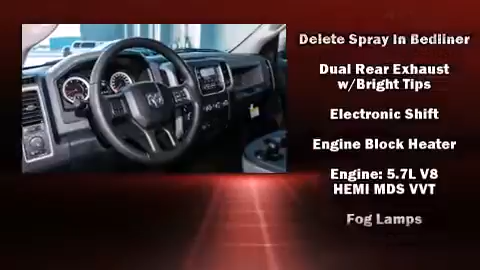 Delete Spray In Bedliner
Dual Rear Exhaust
w/Bright Tips
Electronic Shift
Engine Block Heater
Engine: 5.7L V8
HEMI MDS VVT
Fog Lamps